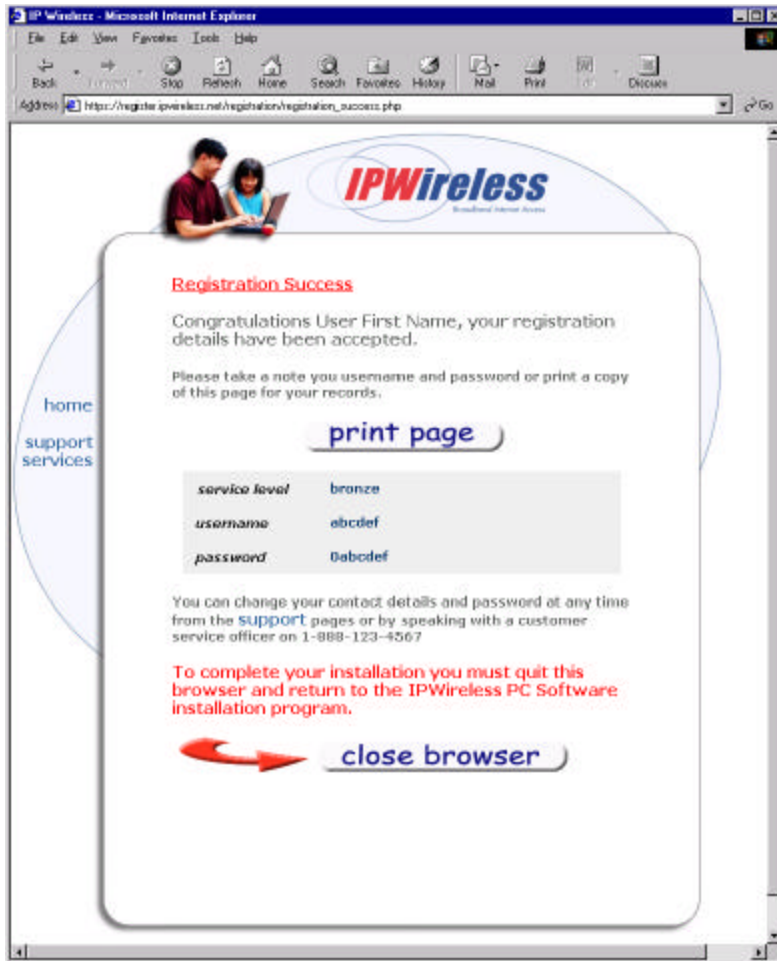 IP Wireless - Microsoft Internet Explorer
File Edit View Favorites Tools Help
Back Forward Stop Refresh Home Search Favorites History Mail Print Edit Discuss
Address https://register.ipwireless.net/registration/registration_success.php Go
IPWireless
Broadband Internet Access
Registration Success
Congratulations User First Name, your registration
details have been accepted.
Please take a note you username and password or print a copy
of this page for your records.
home
print page
support
services
service level bronze
username abcdef
password 0abcdef
You can change your contact details and password at any time
from the support pages or by speaking with a customer
service officer on 1-888-123-4567
To complete your installation you must quit this
browser and return to the IPWireless PC Software
installation program.
close browser